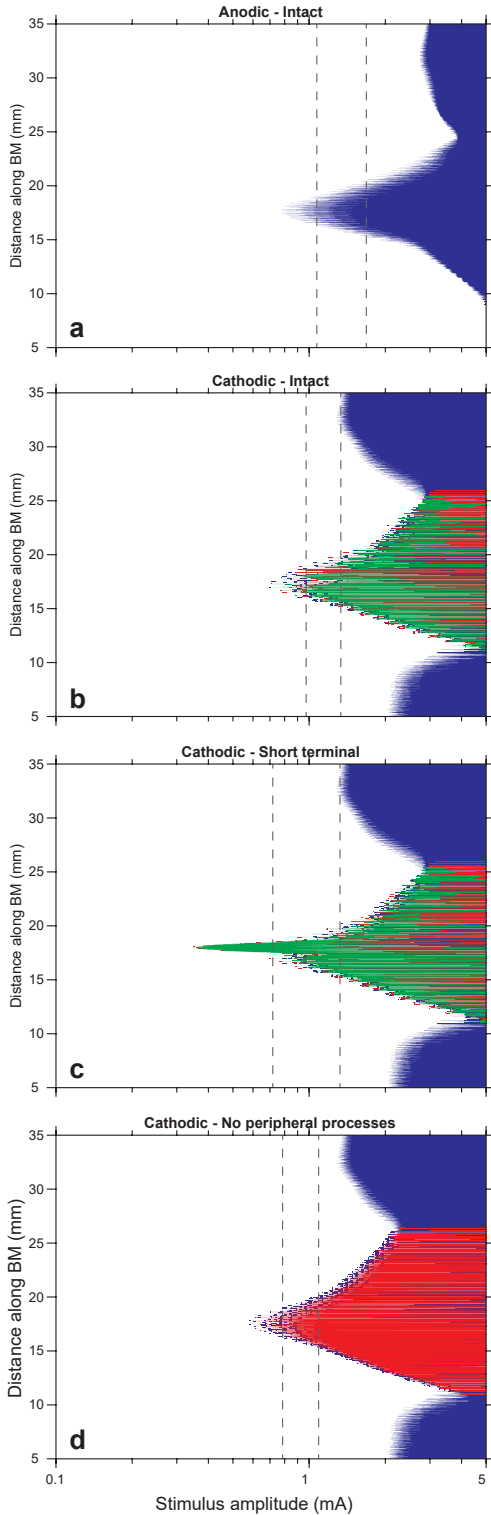 Anodic - Intact
35
30
25
20
15
10
5
Distance along BM (mm)
a
Cathodic - Intact
35
30
25
20
15
10
5
Distance along BM (mm)
b
Cathodic - Short terminal
35
30
25
20
15
10
5
Distance along BM (mm)
c
Cathodic - No peripheral processes
35
30
25
20
15
10
5
Distance along BM (mm)
d
0.1
1
5
Stimulus amplitude (mA)